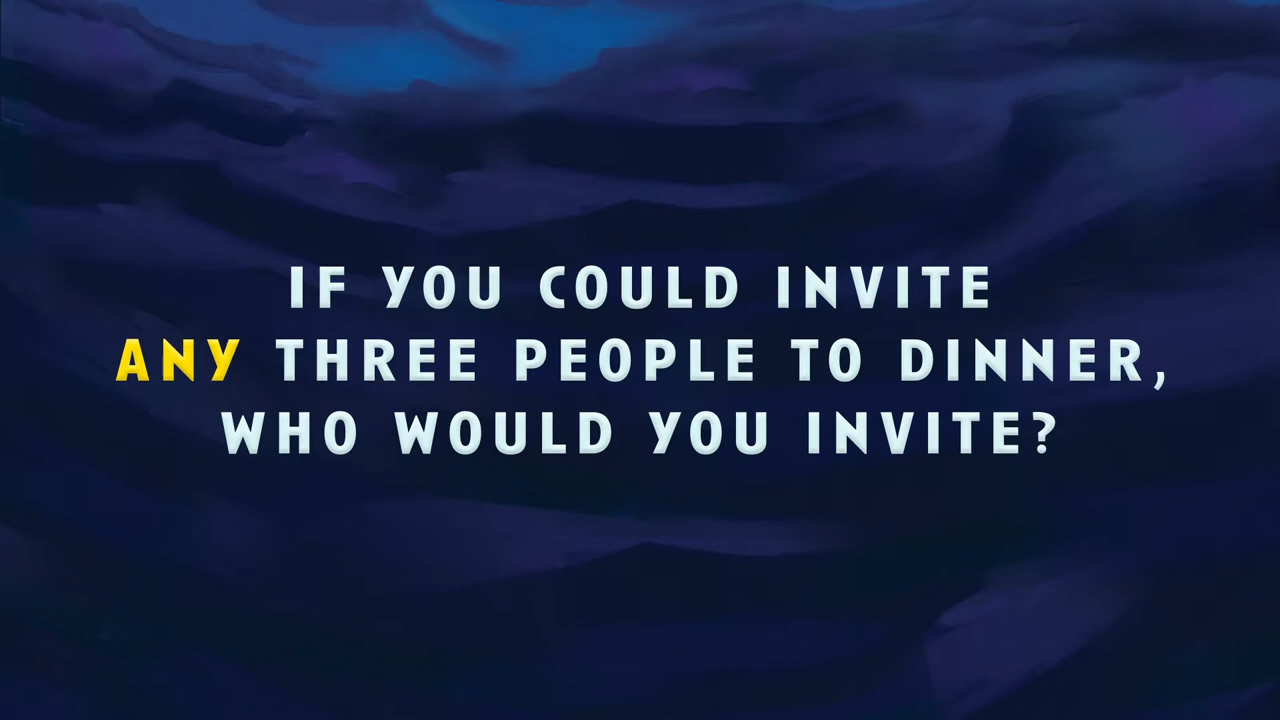 IF YOU COULD INVITE
ANY THREE PEOPLE TO DINNER,
WHO WOULD YOU INVITE?